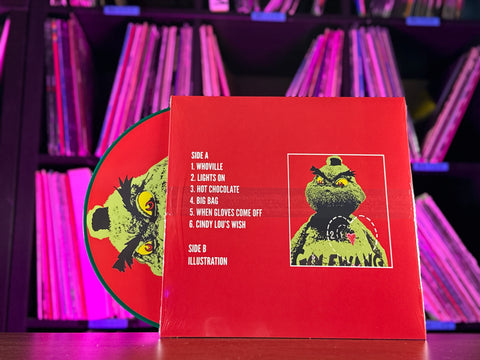 SIDE A
1. WHOVILLE
2. LIGHTS ON
3. HOT CHOCOLATE
4. BIG BAG
5. WHEN GLOVES COME OFF
6. CINDY LOU'S WISH
SIDE B
ILLUSTRATION